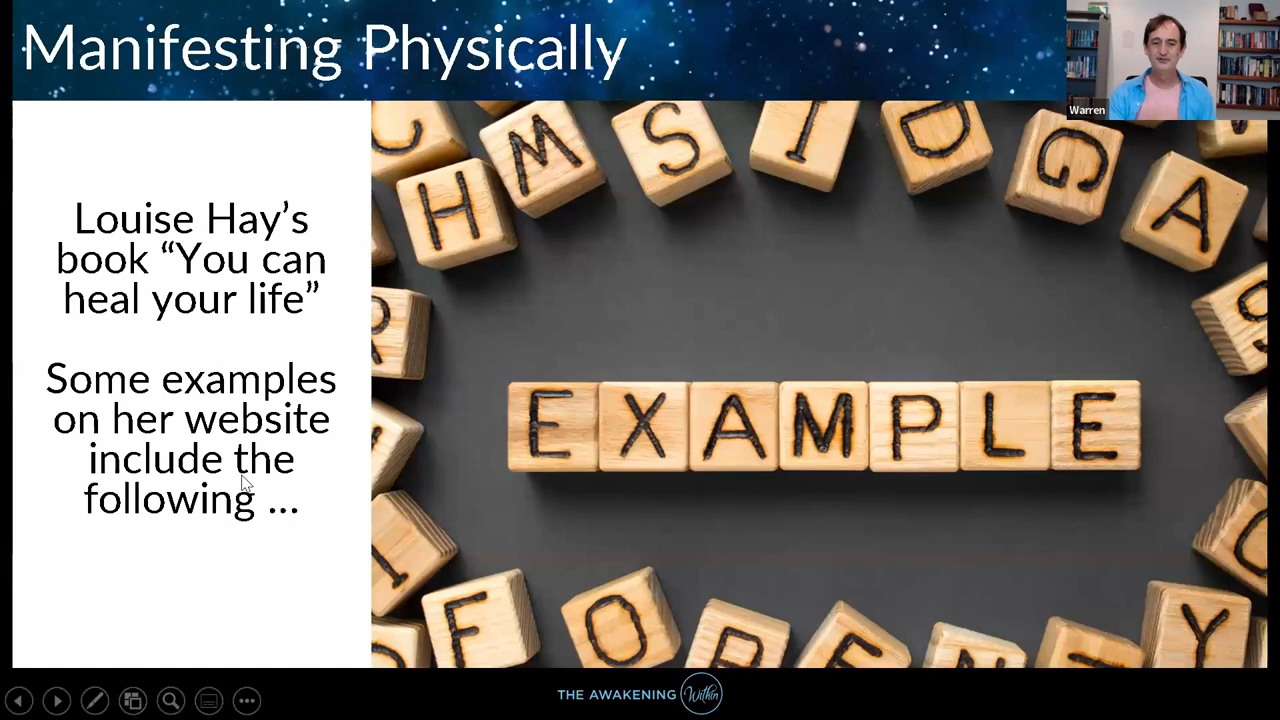 Manifesting Physically
Warren
Louise Hay’s
book “You can
heal your life”
Some examples
on her website
include the
following ...
H M S I D G A
E X A M P L E
F O Y
THE AWAKENING Within